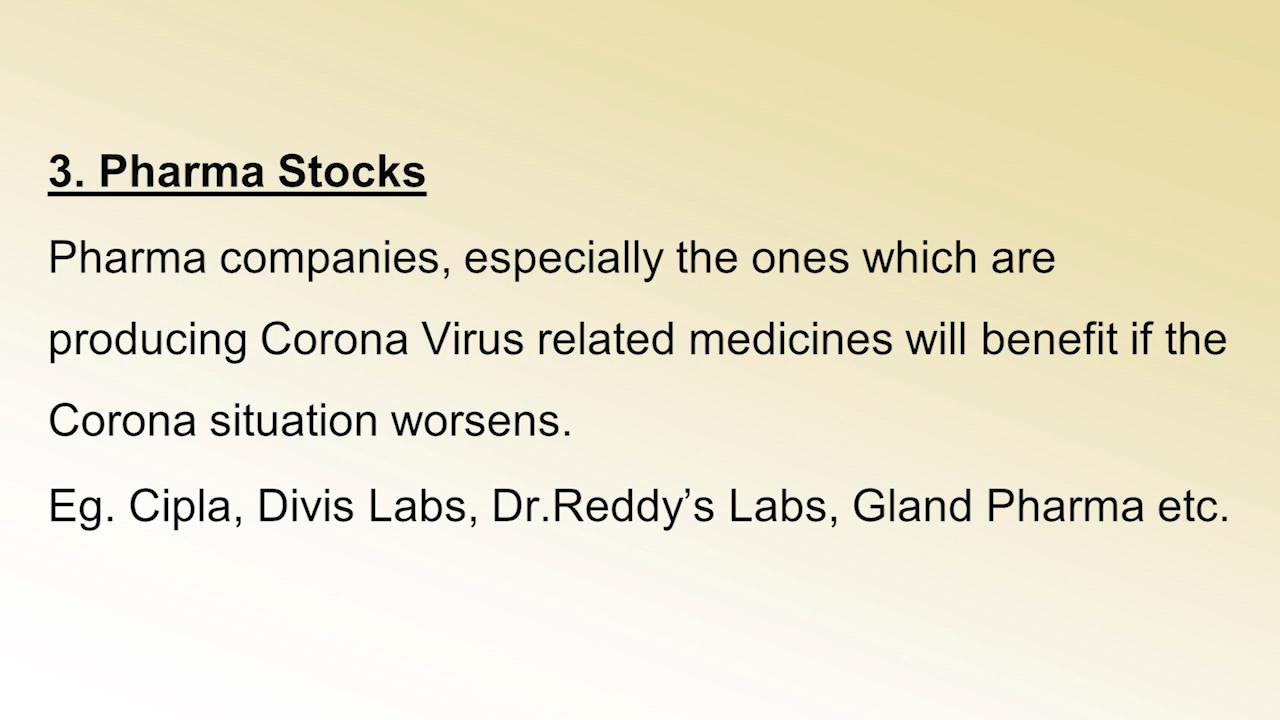 3. Pharma Stocks
Pharma companies, especially the ones which are
producing Corona Virus related medicines will benefit if the
Corona situation worsens.
Eg. Cipla, Divis Labs, Dr.Reddy’s Labs, Gland Pharma etc.